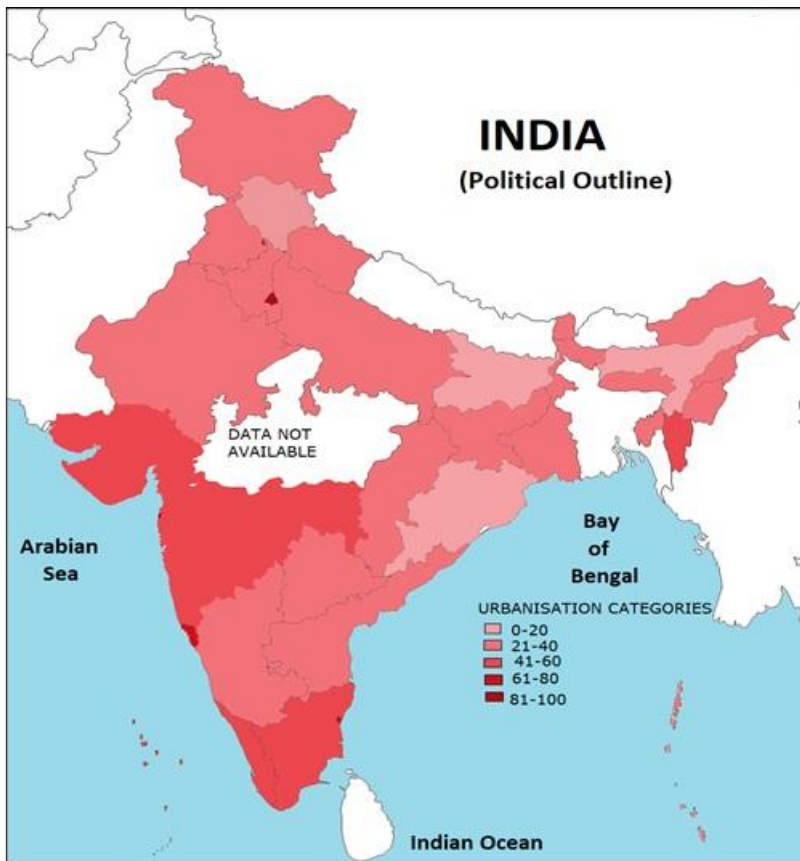 INDIA
(Political Outline)
DATA NOT
AVAILABLE
Arabian
Sea
Bay
of
Bengal
URBANISATION CATEGORIES
0-20
21-40
41-60
61-80
81-100
Indian Ocean